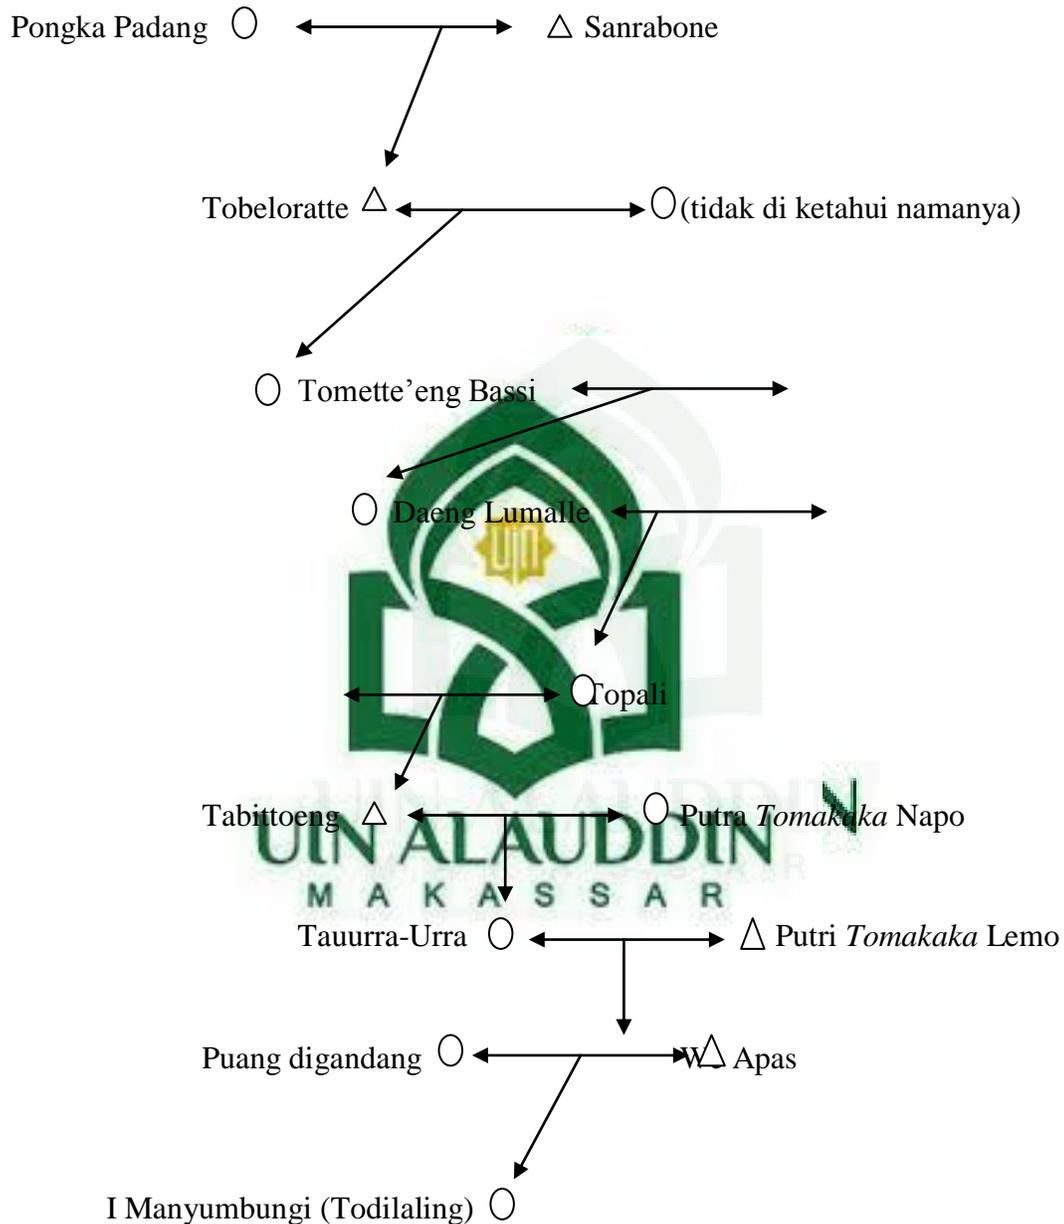 Pongka Padang Sanrabone
Tobeloratte (tidak di ketahui namanya)
Tomette’eng Bassi
Daeng Lumalle
UIN
Topali
Tabittoeng Putra Tomakaka Napo
UIN ALAUDDIN
MAKASSAR
Tauurra-Urra Putri Tomakaka Lemo
Puang digandang Apas
I Manyumbungi (Todilaling)